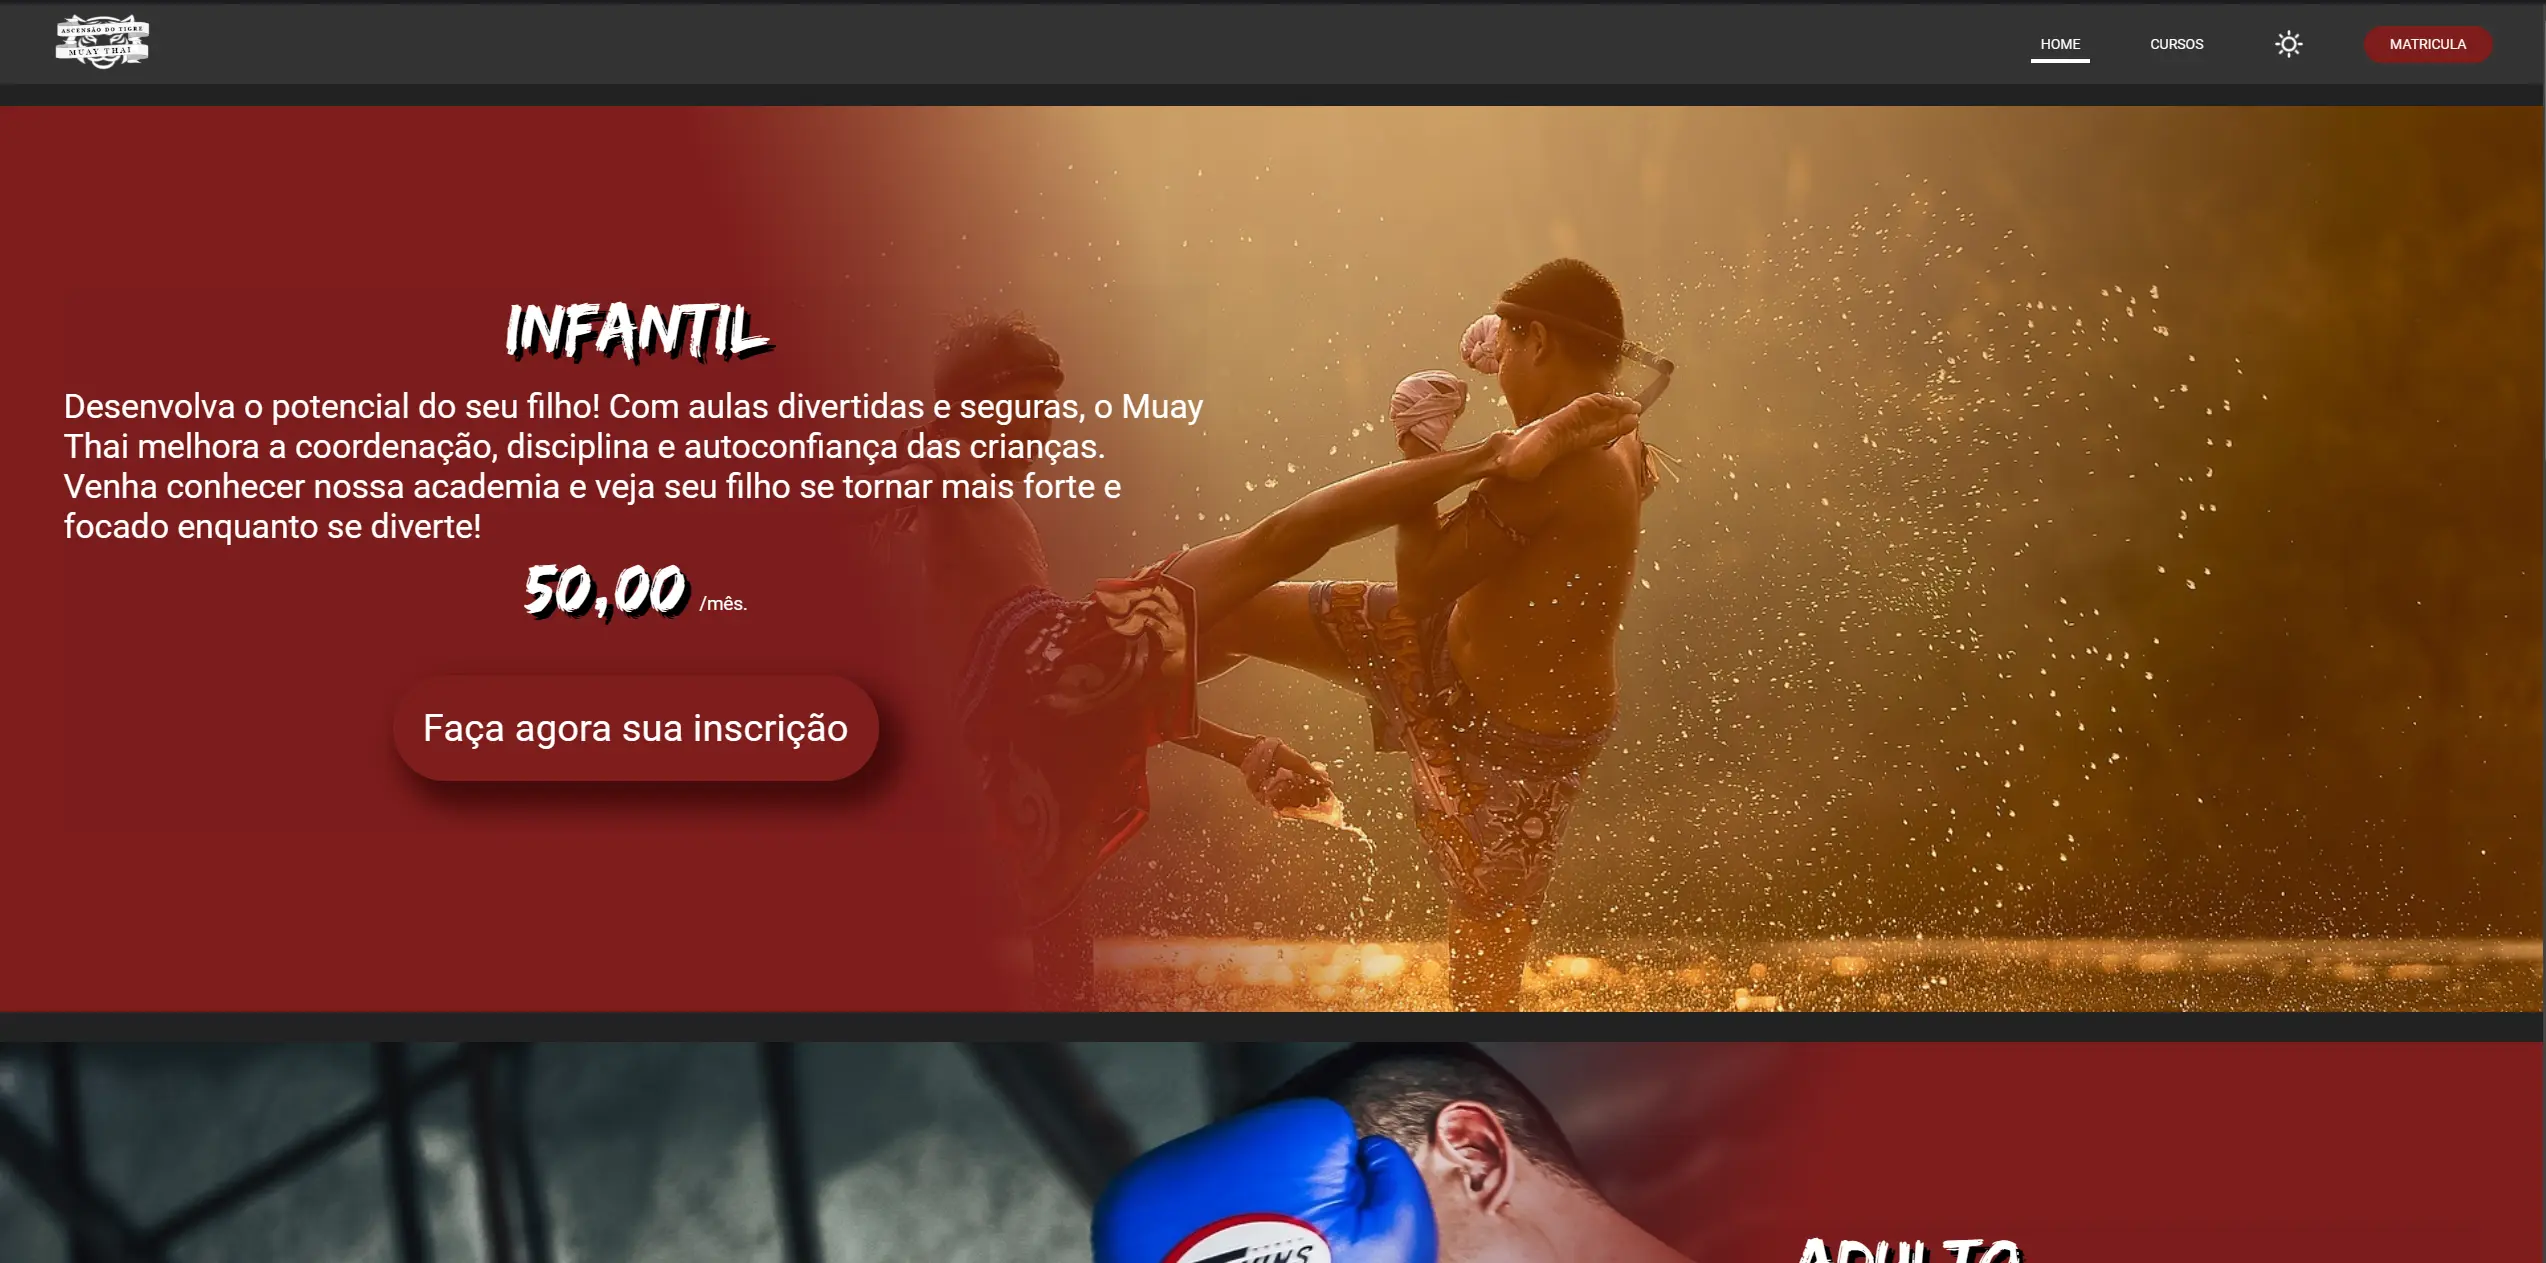 ASCENSÃO DO TIGRE
MUAY THAI
HOME
CURSOS
MATRICULA
INFANTIL
Desenvolva o potencial do seu filho! Com aulas divertidas e seguras, o Muay
Thai melhora a coordenação, disciplina e autoconfiança das crianças.
Venha conhecer nossa academia e veja seu filho se tornar mais forte e
focado enquanto se diverte!
50,00 /mês.
Faça agora sua inscrição
ADULTO